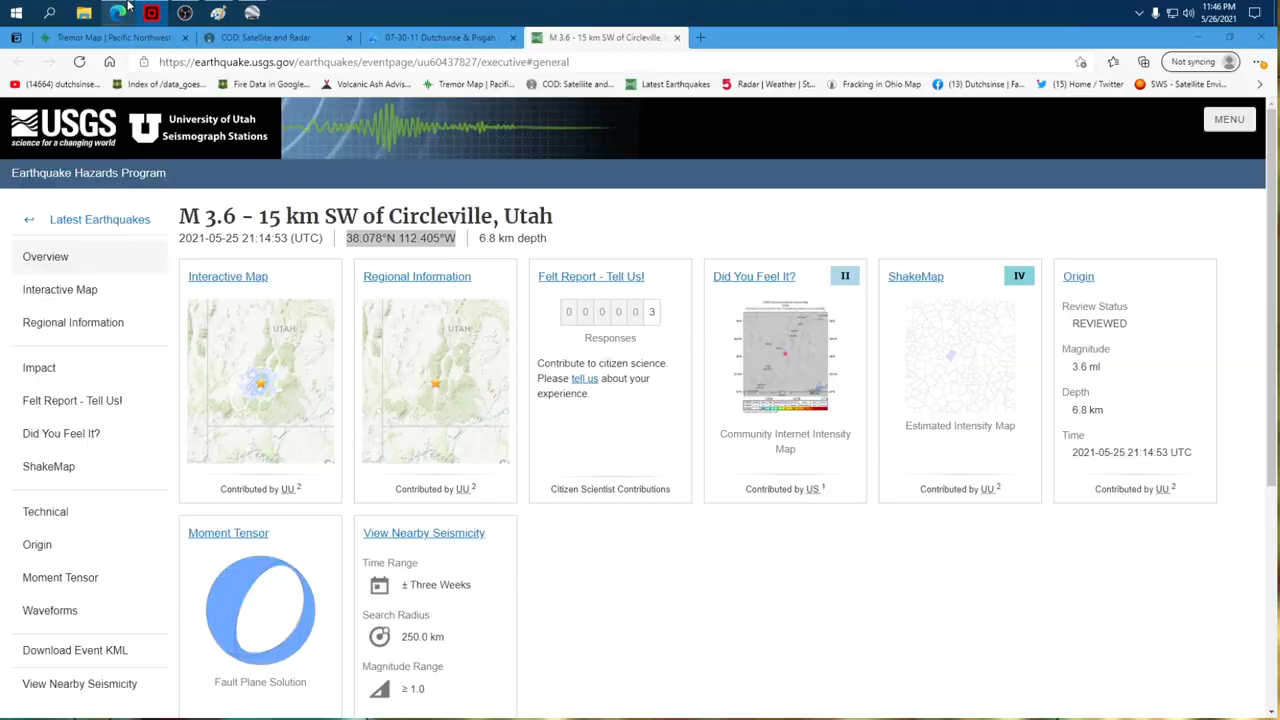 11:46 PM
5/26/2021
Tremor Map | Pacific Northwest
COD: Satellite and Radar
07-30-11 Dutchsinse & Pisgah -
M 3.6 - 15 km SW of Circleville,
https://earthquake.usgs.gov/earthquakes/eventpage/uu60437827/executive#general
Not syncing
(14664) dutchsinse...
Index of /data_goes...
Fire Data in Google...
Volcanic Ash Advis...
Tremor Map | Pacifi...
COD: Satellite and...
Latest Earthquakes
Radar | Weather | St...
Fracking in Ohio Map
(13) Dutchsinse | Fa...
(15) Home / Twitter
SWS - Satellite Envi...
USGS
science for a changing world
University of Utah
Seismograph Stations
MENU
Earthquake Hazards Program
Latest Earthquakes
Overview
Interactive Map
Regional Information
Impact
Felt Report - Tell Us!
Did You Feel It?
ShakeMap
Technical
Origin
Moment Tensor
Waveforms
Download Event KML
View Nearby Seismicity
M 3.6 - 15 km SW of Circleville, Utah
2021-05-25 21:14:53 (UTC)
38.078°N 112.405°W
6.8 km depth
Interactive Map
UTAH
Contributed by UU 2
Regional Information
UTAH
Contributed by UU 2
Felt Report - Tell Us!
0 0 0 0 0 3
Responses
Contribute to citizen science.
Please tell us about your
experience.
Citizen Scientist Contributions
Did You Feel It?
II
Community Internet Intensity
Map
Contributed by US 1
ShakeMap
IV
Estimated Intensity Map
Contributed by UU 2
Origin
Review Status
REVIEWED
Magnitude
3.6 ml
Depth
6.8 km
Time
2021-05-25 21:14:53 UTC
Contributed by UU 2
Moment Tensor
Fault Plane Solution
View Nearby Seismicity
Time Range
± Three Weeks
Search Radius
250.0 km
Magnitude Range
≥ 1.0